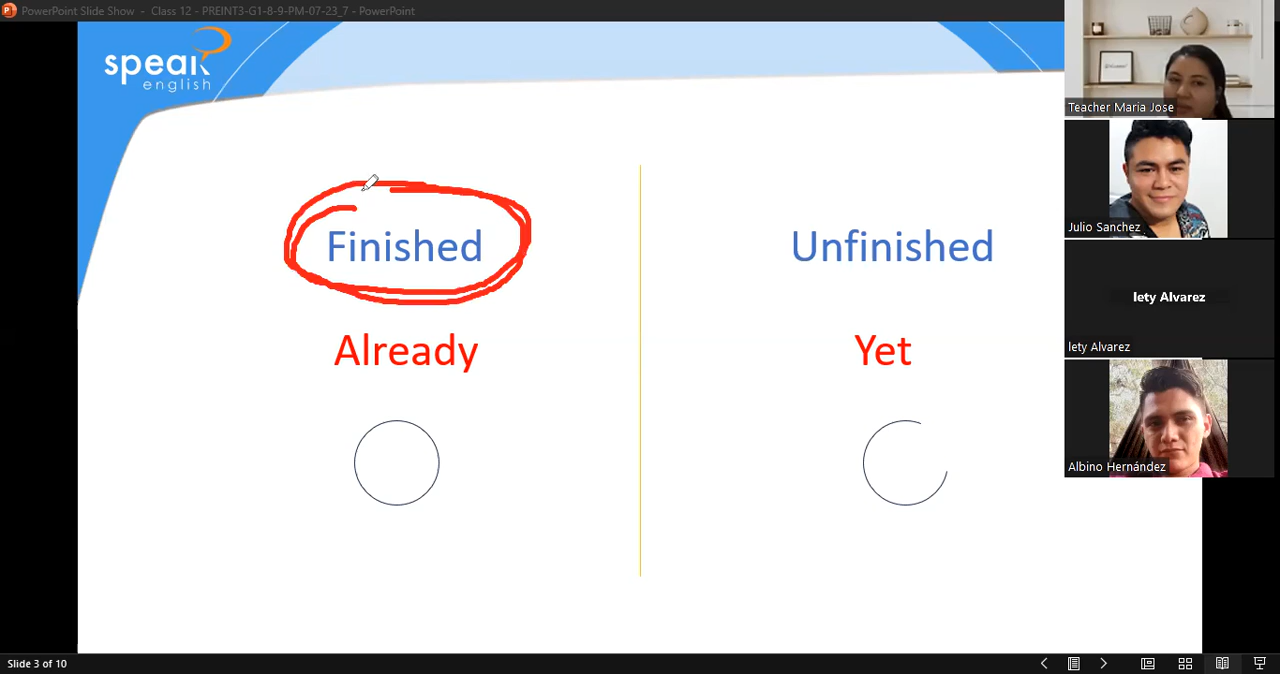 PowerPoint Slide Show - Class 12 - PREINT3-G1-8-9-PM-07-23_7 - PowerPoint
speak
english
Finished
Unfinished
Already
Yet
Teacher Maria Jose
Julio Sanchez
lety Alvarez
lety Alvarez
Albino Hernández
Slide 3 of 10